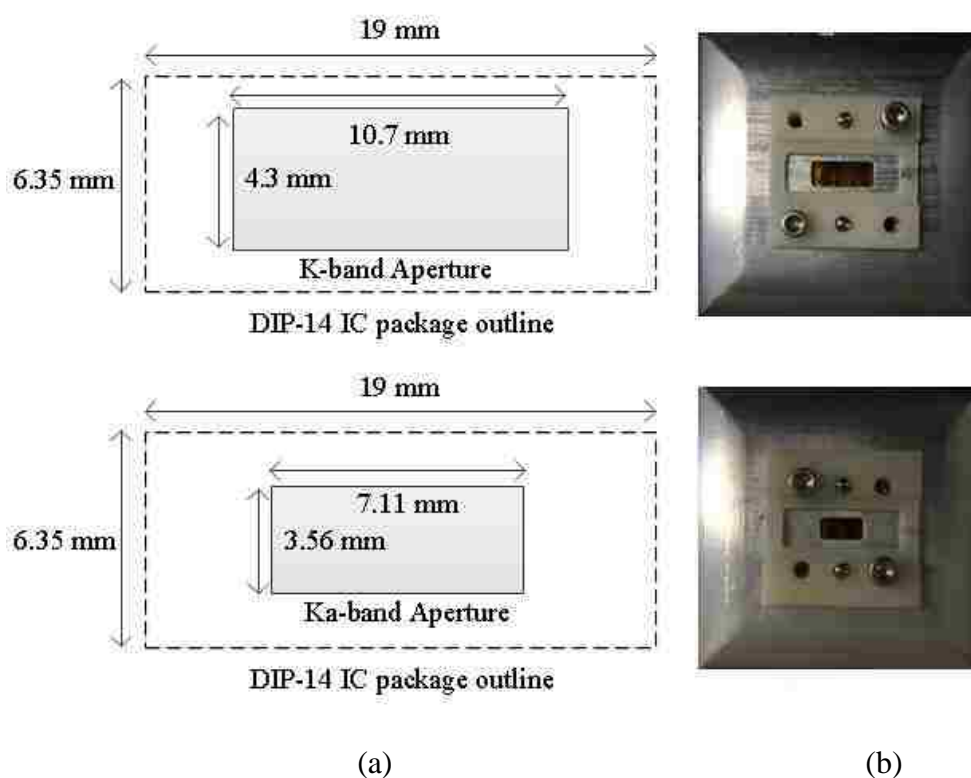 19 mm
10.7 mm
6.35 mm
4.3 mm
K-band Aperture
DIP-14 IC package outline
19 mm
7.11 mm
6.35 mm
3.56 mm
Ka-band Aperture
DIP-14 IC package outline
(a)
(b)